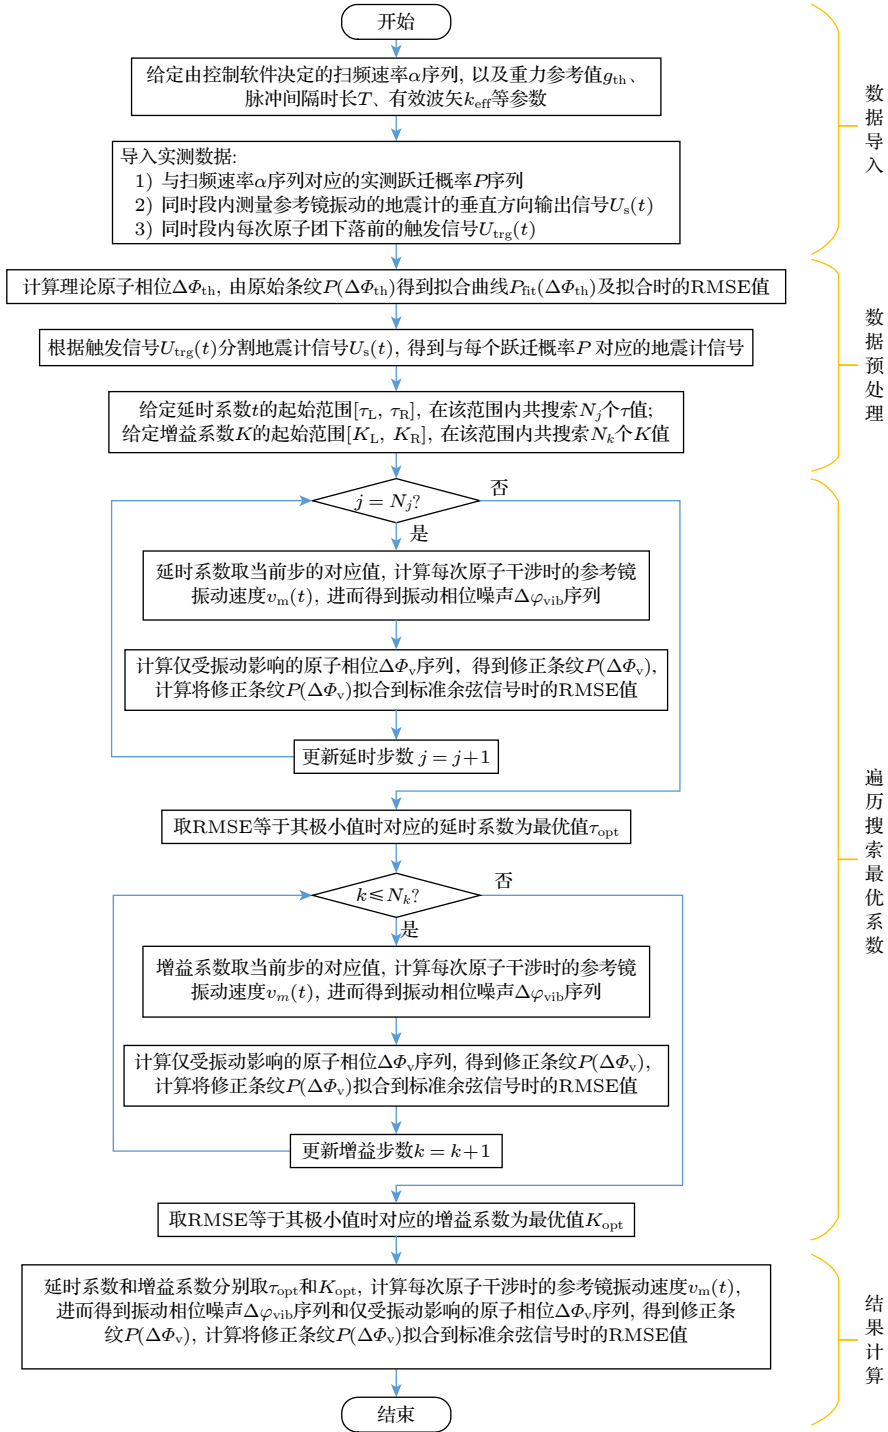 开始
给定由控制软件决定的扫频速率α序列, 以及重力参考值g_th、
脉冲间隔时长T、有效波矢k_eff等参数
数据导入
导入实测数据:
1) 与扫频速率α序列对应的实测跃迁概率P序列
2) 同时段内测量参考镜振动的地震计的垂直方向输出信号U_s(t)
3) 同时段内每次原子团下落前的触发信号U_trg(t)
计算理论原子相位ΔΦ_th, 由原始条纹P(ΔΦ_th)得到拟合曲线P_fit(ΔΦ_th)及拟合时的RMSE值
根据触发信号U_trg(t)分割地震计信号U_s(t), 得到与每个跃迁概率P 对应的地震计信号
数据预处理
给定延时系数t的起始范围[τ_L, τ_R], 在该范围内共搜索N_j个τ值;
给定增益系数K的起始范围[K_L, K_R], 在该范围内共搜索N_k个K值
j = N_j?
否
是
延时系数取当前步的对应值, 计算每次原子干涉时的参考镜
振动速度v_m(t), 进而得到振动相位噪声Δφ_vib序列
计算仅受振动影响的原子相位ΔΦ_v序列, 得到修正条纹P(ΔΦ_v),
计算将修正条纹P(ΔΦ_v)拟合到标准余弦信号时的RMSE值
更新延时步数 j = j+1
取RMSE等于其极小值时对应的延时系数为最优值τ_opt
遍历搜索最优系数
k ⩽ N_k?
否
是
增益系数取当前步的对应值, 计算每次原子干涉时的参考镜
振动速度v_m(t), 进而得到振动相位噪声Δφ_vib序列
计算仅受振动影响的原子相位ΔΦ_v序列, 得到修正条纹P(ΔΦ_v),
计算将修正条纹P(ΔΦ_v)拟合到标准余弦信号时的RMSE值
更新增益步数k = k+1
取RMSE等于其极小值时对应的增益系数为最优值K_opt
延时系数和增益系数分别取τ_opt和K_opt, 计算每次原子干涉时的参考镜振动速度v_m(t),
进而得到振动相位噪声Δφ_vib序列和仅受振动影响的原子相位ΔΦ_v序列, 得到修正条
纹P(ΔΦ_v), 计算将修正条纹P(ΔΦ_v)拟合到标准余弦信号时的RMSE值
结果计算
结束